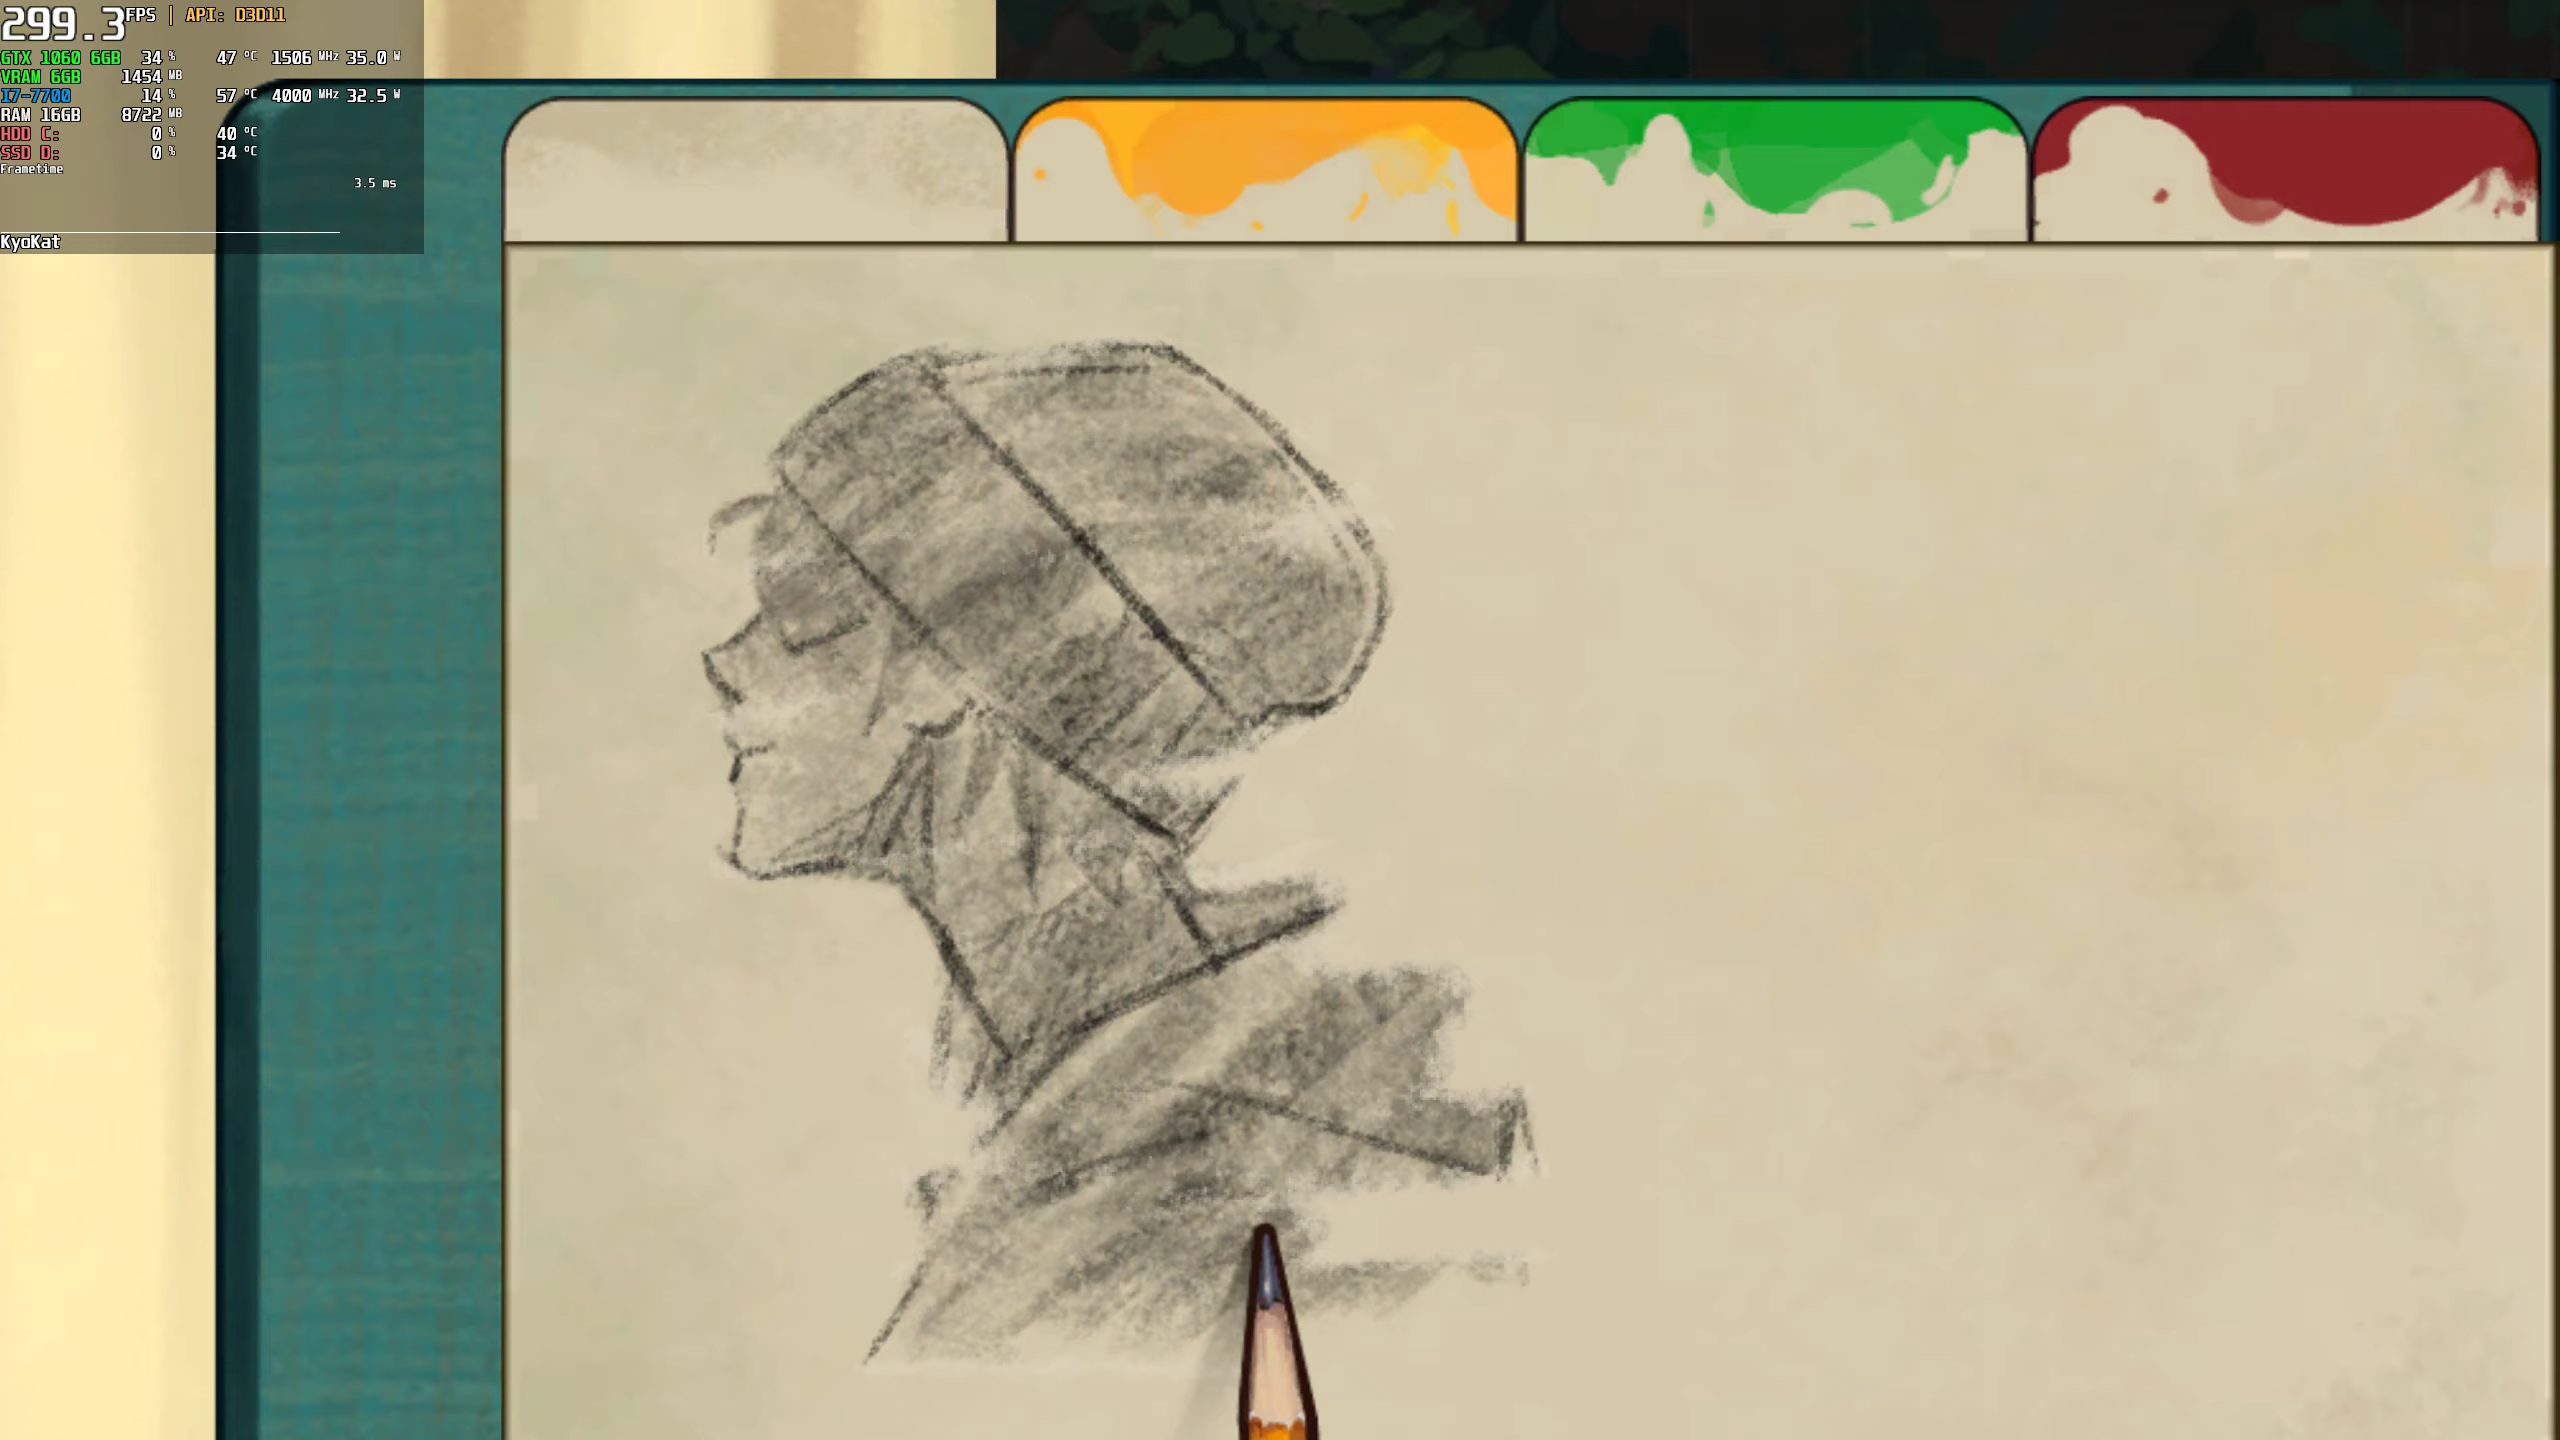 299.3 FPS | API: D3D11
GTX 1060 6GB 34 % 47 °C 1506 MHz 35.0 W
VRAM 6GB 1454 MB
I7-7700 14 % 57 °C 4000 MHz 32.5 W
RAM 16GB 8722 MB
HDD C: 0 % 40 °C
SSD D: 0 % 34 °C
Frametime
3.5 ms
KyoKat